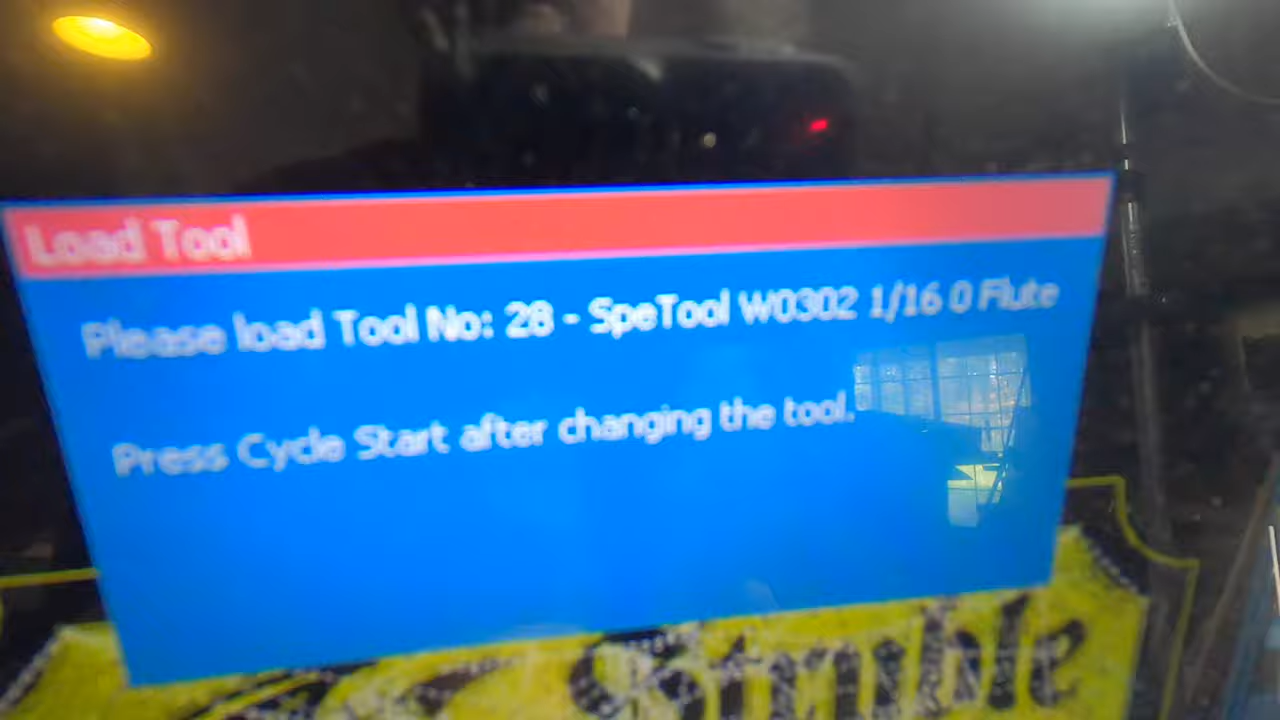 Load Tool
Please load Tool No: 28 - SpeTool W0302 1/16 0 Flute
Press Cycle Start after changing the tool.